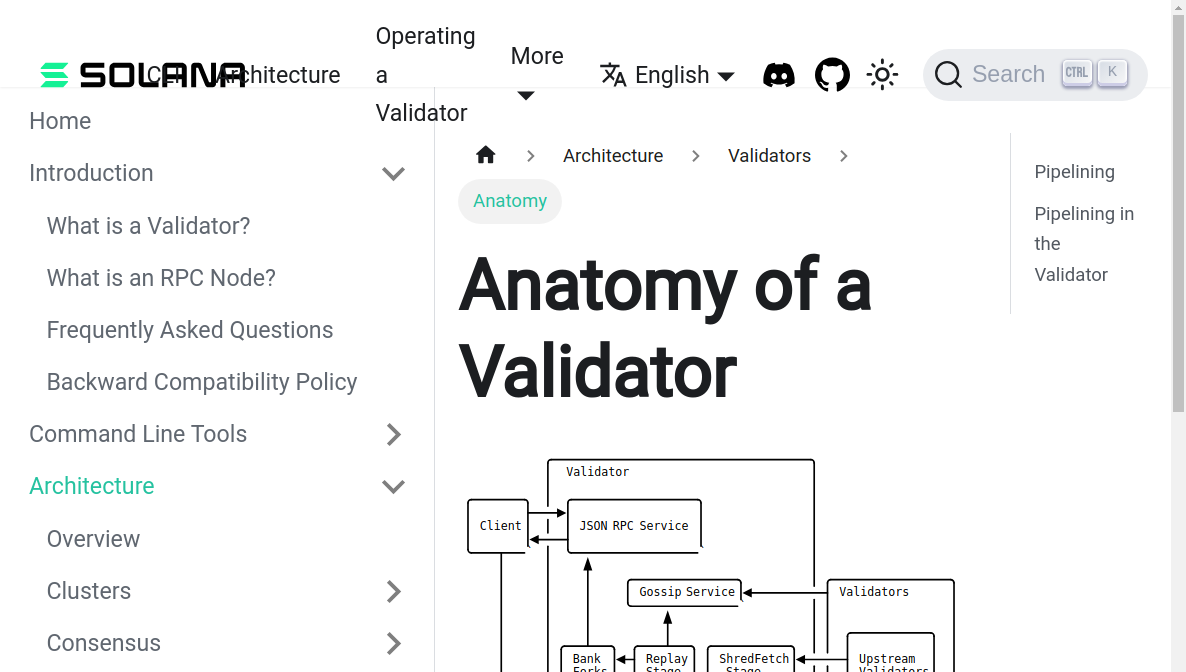 SOLANA
CLI
Architecture
Operating
a
Validator
More
English
Search
CTRL
K
Home
Introduction
What is a Validator?
What is an RPC Node?
Frequently Asked Questions
Backward Compatibility Policy
Command Line Tools
Architecture
Overview
Clusters
Consensus
Architecture
Validators
Anatomy
Anatomy of a
Validator
Validator
Client
JSON RPC Service
Gossip Service
Validators
Bank
Forks
Replay
Stage
ShredFetch
Stage
Upstream
Validators
Pipelining
Pipelining in
the
Validator